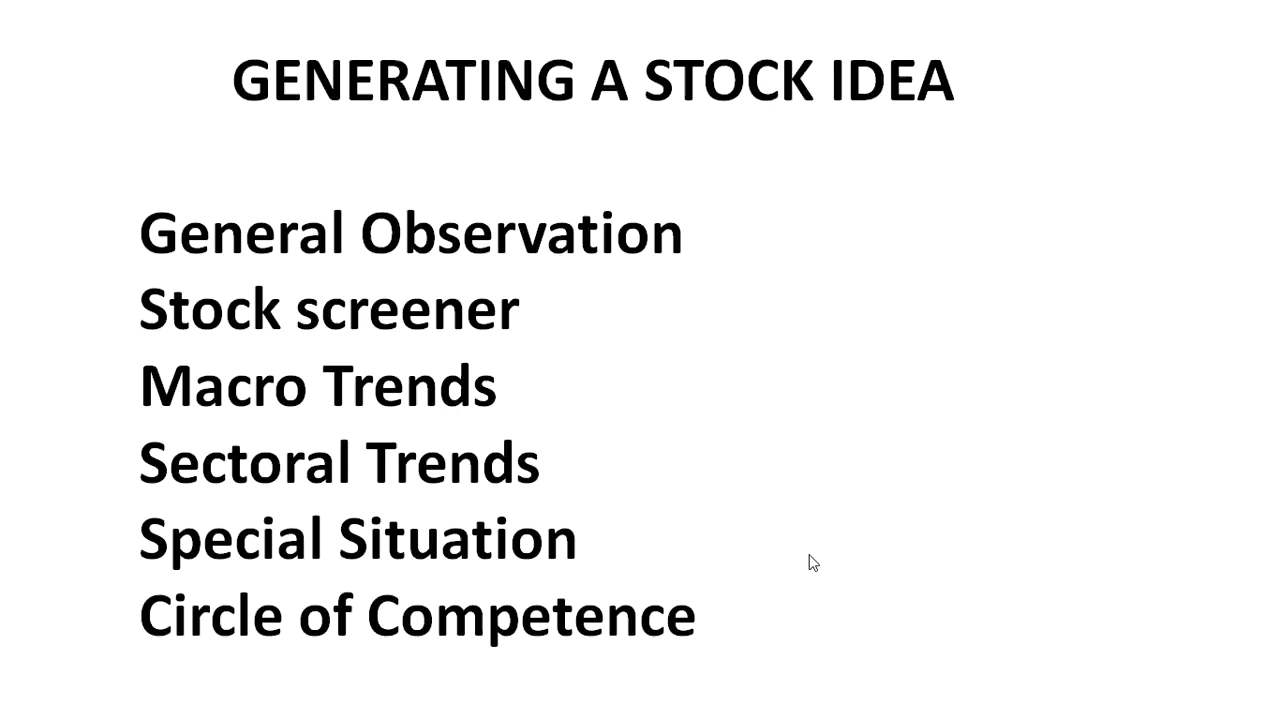 GENERATING A STOCK IDEA
General Observation
Stock screener
Macro Trends
Sectoral Trends
Special Situation
Circle of Competence